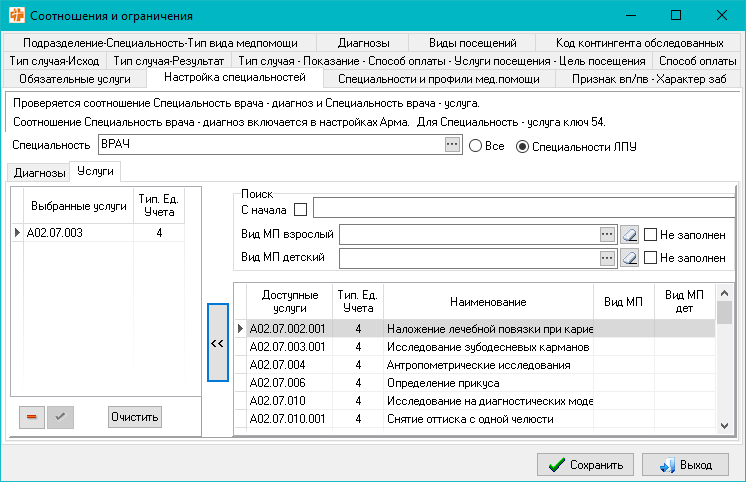 Соотношения и ограничения
Подразделение-Специальность-Тип вида медпомощи Диагнозы Виды посещений Код контингента обследованных
Тип случая-Исход Тип случая-Результат Тип случая - Показание - Способ оплаты - Услуги посещения - Цель посещения Способ оплаты
Обязательные услуги Настройка специальностей Специальности и профили мед.помощи Признак вп/пв - Характер заб
Проверяется соотношение Специальность врача - диагноз и Специальность врача - услуга.
Соотношение Специальность врача - диагноз включается в настройках Арма. Для Специальность - услуга ключ 54.
Специальность ВРАЧ ... Все Специальности ЛПУ
Диагнозы Услуги
Выбранные услуги Тип. Ед. Учета
A02.07.003 4
Очистить
<<
Поиск
С начала
Вид МП взрослый ... Не заполнен
Вид МП детский ... Не заполнен
Доступные услуги Тип. Ед. Учета Наименование Вид МП Вид МП дет
A02.07.002.001 4 Наложение лечебной повязки при карие
A02.07.003.001 4 Исследование зубодесневых карманов
A02.07.004 4 Антропометрические исследования
A02.07.006 4 Определение прикуса
A02.07.010 4 Исследование на диагностических моде
A02.07.010.001 4 Снятие оттиска с одной челюсти
Сохранить Выход